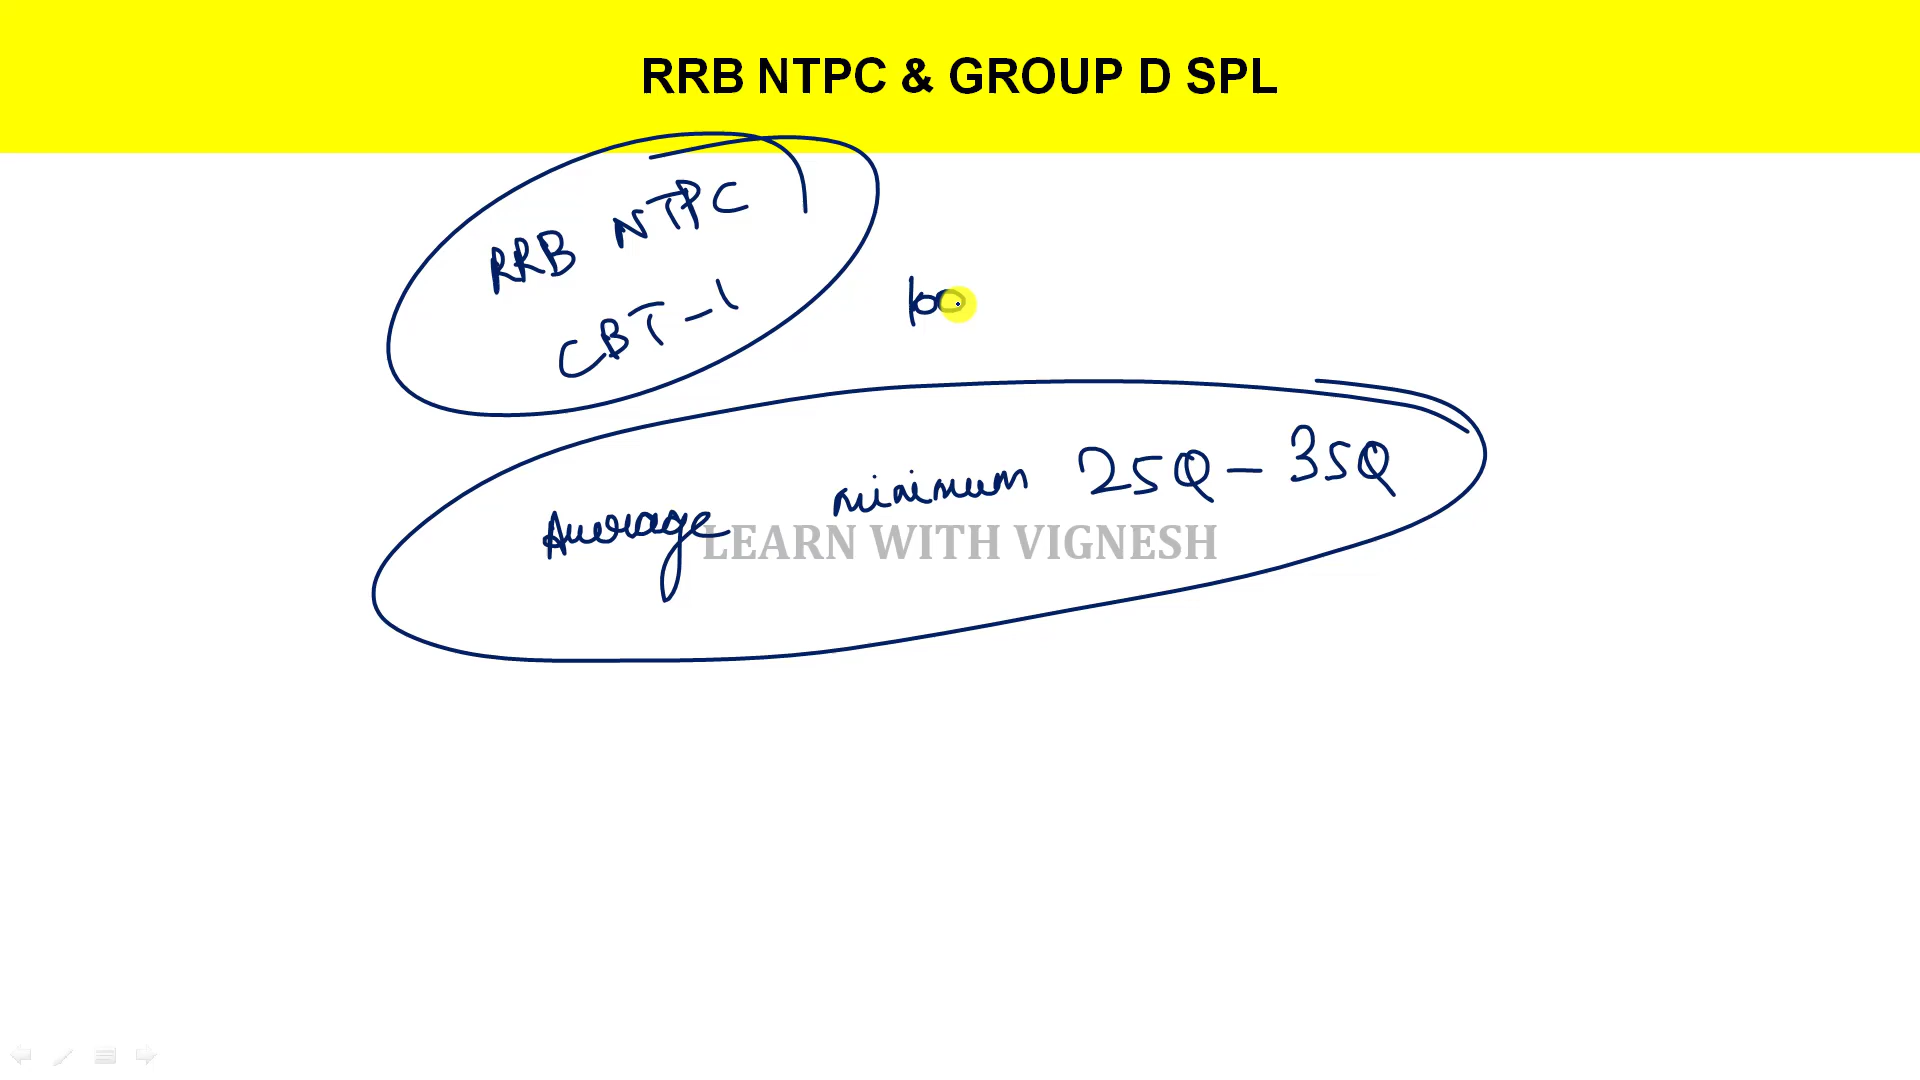 RRB NTPC & GROUP D SPL
RRB NTPC
CBT-1
100
Average minimum 25Q - 35Q
LEARN WITH VIGNESH